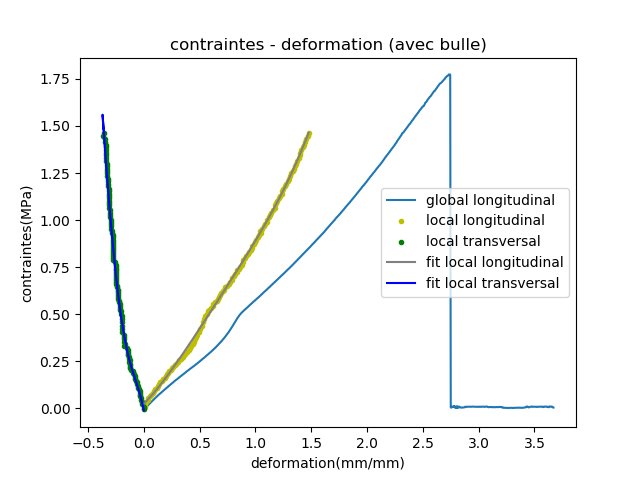 contraintes - deformation (avec bulle)
contraintes(MPa)
1.75
1.50
1.25
1.00
0.75
0.50
0.25
0.00
global longitudinal
local longitudinal
local transversal
fit local longitudinal
fit local transversal
−0.5 0.0 0.5 1.0 1.5 2.0 2.5 3.0 3.5
deformation(mm/mm)